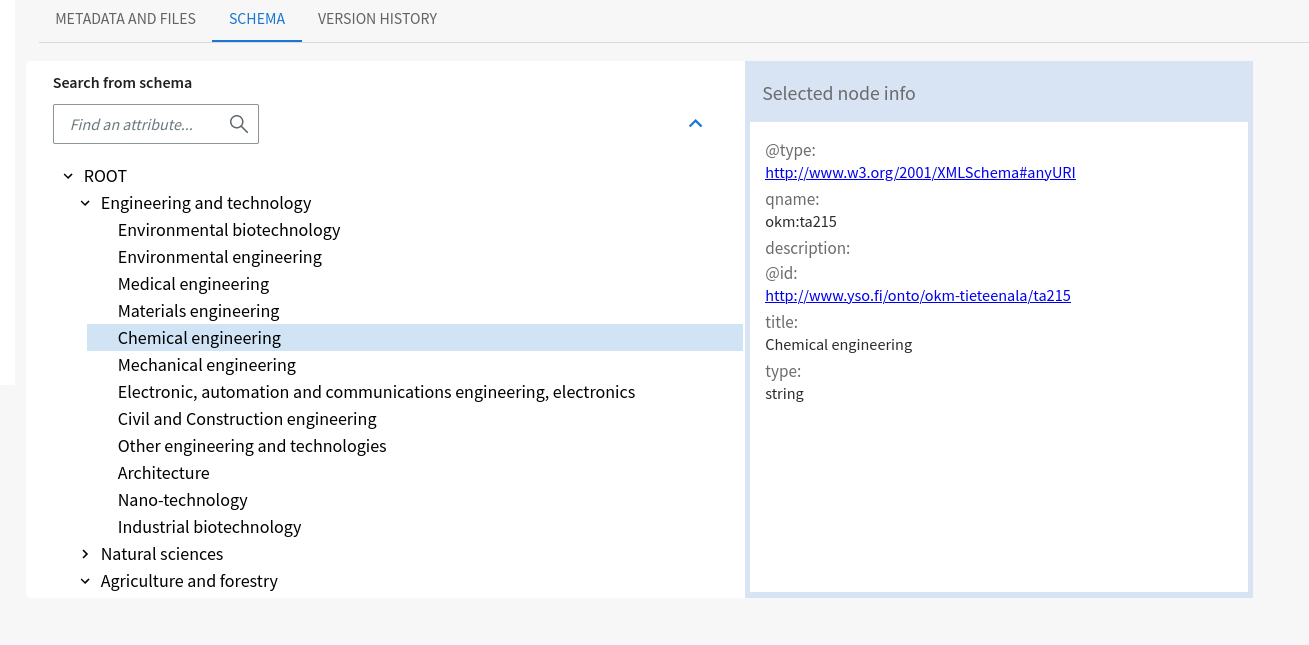 METADATA AND FILES SCHEMA VERSION HISTORY
Search from schema
Find an attribute...
ROOT
Engineering and technology
Environmental biotechnology
Environmental engineering
Medical engineering
Materials engineering
Chemical engineering
Mechanical engineering
Electronic, automation and communications engineering, electronics
Civil and Construction engineering
Other engineering and technologies
Architecture
Nano-technology
Industrial biotechnology
Natural sciences
Agriculture and forestry
Selected node info
@type:
http://www.w3.org/2001/XMLSchema#anyURI
qname:
okm:ta215
description:
@id:
http://www.yso.fi/onto/okm-tieteenala/ta215
title:
Chemical engineering
type:
string